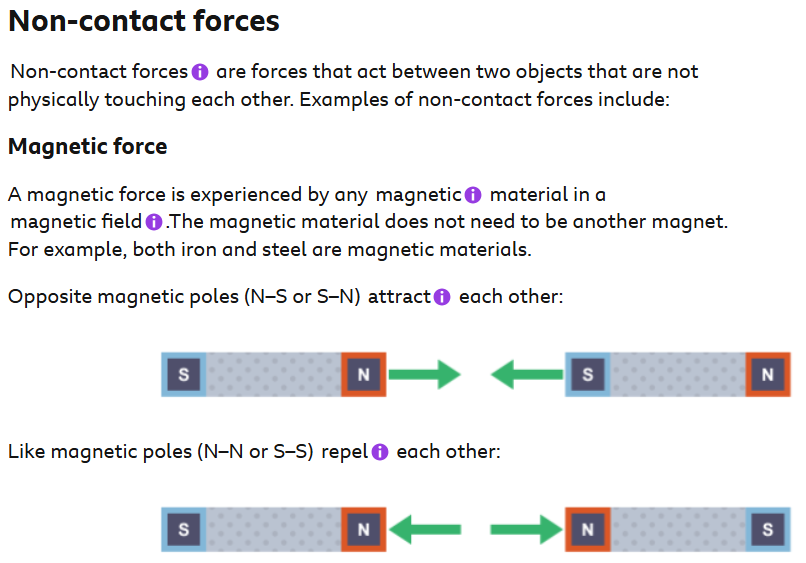 Non-contact forces
Non-contact forces i are forces that act between two objects that are not
physically touching each other. Examples of non-contact forces include:
Magnetic force
A magnetic force is experienced by any magnetic i material in a
magnetic field i.The magnetic material does not need to be another magnet.
For example, both iron and steel are magnetic materials.
Opposite magnetic poles (N–S or S–N) attract i each other:
S N S N
Like magnetic poles (N–N or S–S) repel i each other:
S N N S